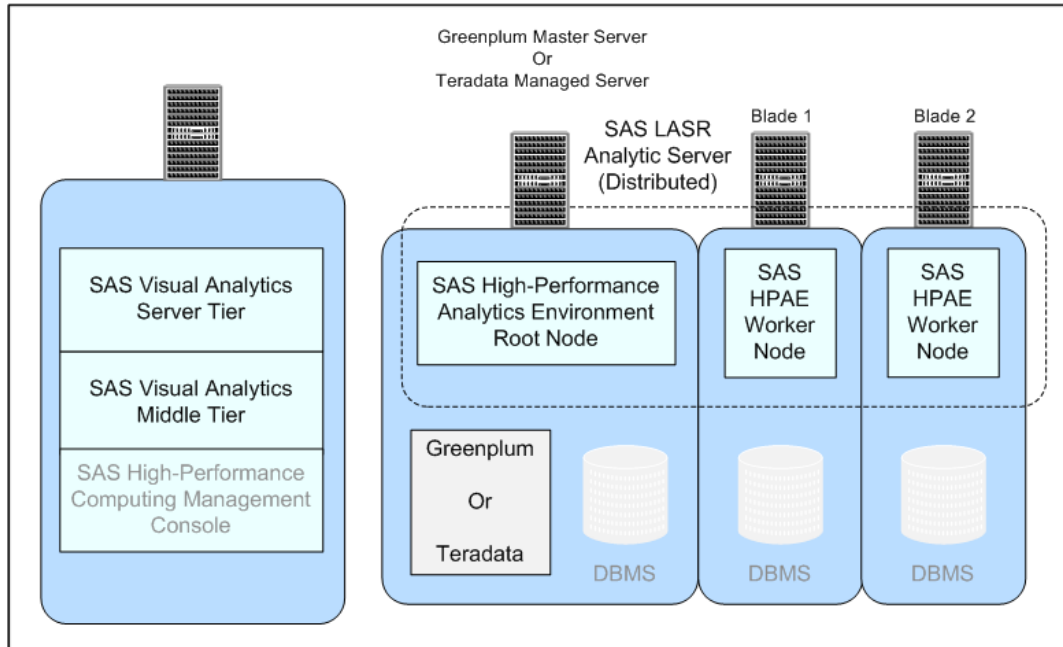 Greenplum Master Server
Or
Teradata Managed Server
SAS LASR
Analytic Server
(Distributed)
Blade 1
Blade 2
SAS Visual Analytics
Server Tier
SAS Visual Analytics
Middle Tier
SAS High-Performance
Computing Management
Console
SAS High-Performance
Analytics Environment
Root Node
SAS
HPAE
Worker
Node
SAS
HPAE
Worker
Node
Greenplum
Or
Teradata
DBMS
DBMS
DBMS